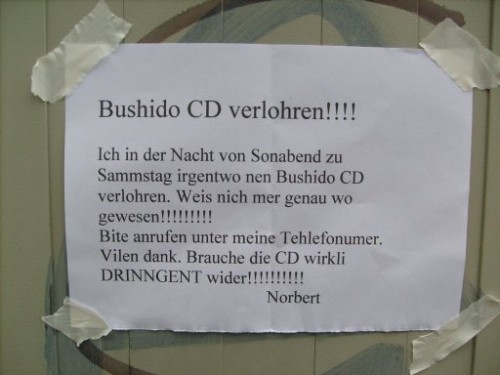 Bushido CD verlohren!!!!
Ich in der Nacht von Sonabend zu
Sammstag irgentwo nen Bushido CD
verlohren. Weis nich mer genau wo
gewesen!!!!!!!!!
Bite anrufen unter meine Tehlefonumer.
Vilen dank. Brauche die CD wirkli
DRINNGENT wider!!!!!!!!!!
Norbert